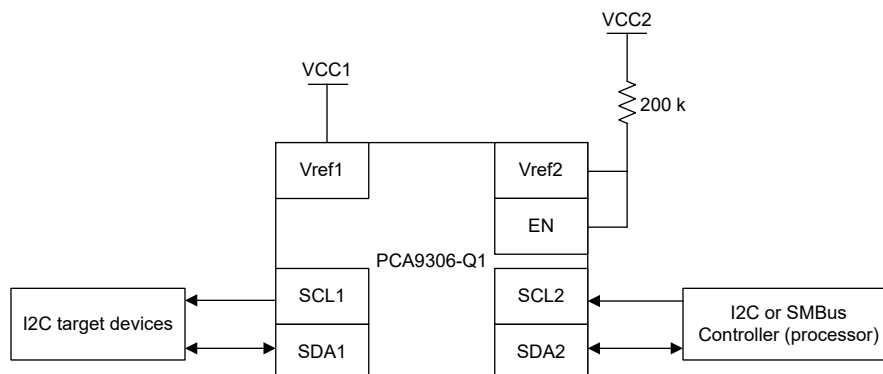 VCC2
VCC1
200 k
Vref1
Vref2
EN
PCA9306-Q1
SCL1
SCL2
I2C target devices
I2C or SMBus
Controller (processor)
SDA1
SDA2